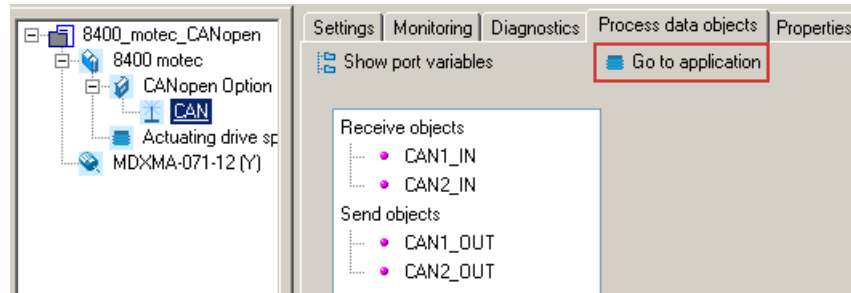 8400_motec_CANopen
8400 motec
CANopen Option
CAN
Actuating drive sp
MDXMA-071-12 (Y)
Settings Monitoring Diagnostics Process data objects Properties
Show port variables Go to application
Receive objects
CAN1_IN
CAN2_IN
Send objects
CAN1_OUT
CAN2_OUT